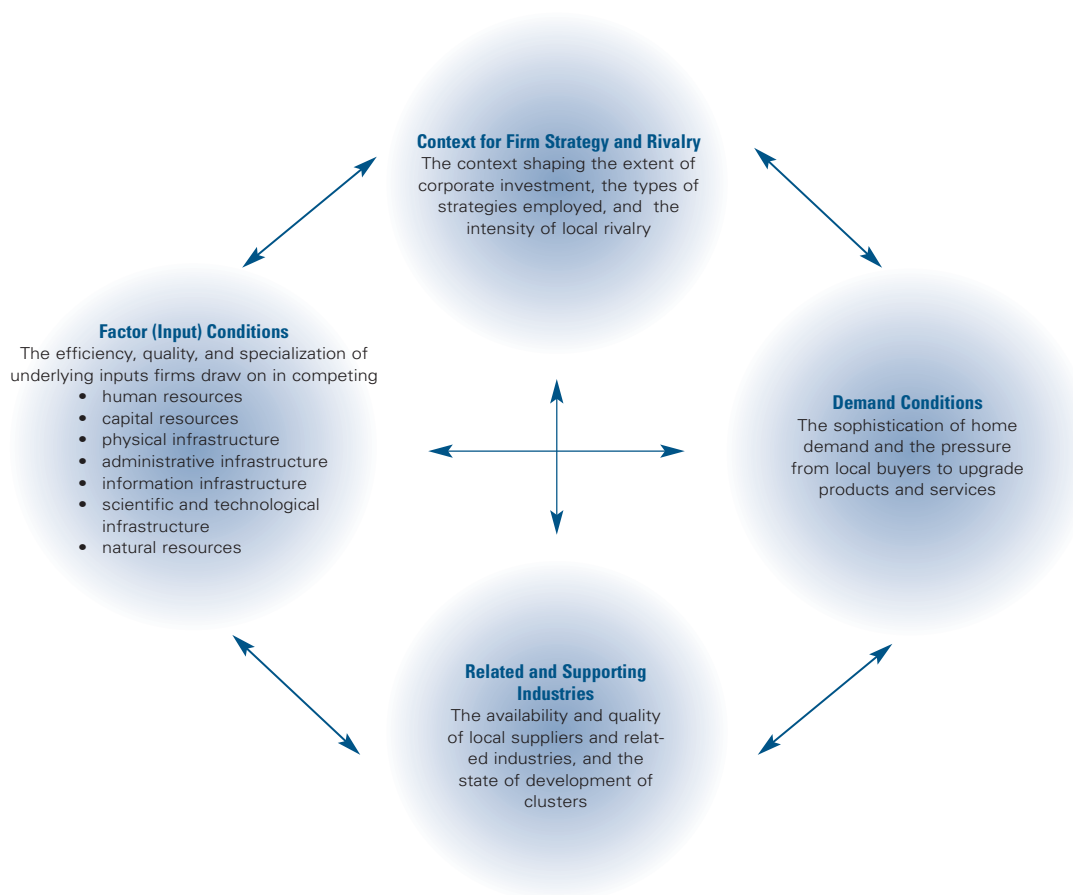 Context for Firm Strategy and Rivalry
The context shaping the extent of
corporate investment, the types of
strategies employed, and the
intensity of local rivalry
Factor (Input) Conditions
The efficiency, quality, and specialization of
underlying inputs firms draw on in competing
• human resources
• capital resources
• physical infrastructure
• administrative infrastructure
• information infrastructure
• scientific and technological
infrastructure
• natural resources
Demand Conditions
The sophistication of home
demand and the pressure
from local buyers to upgrade
products and services
Related and Supporting
Industries
The availability and quality
of local suppliers and relat-
ed industries, and the
state of development of
clusters